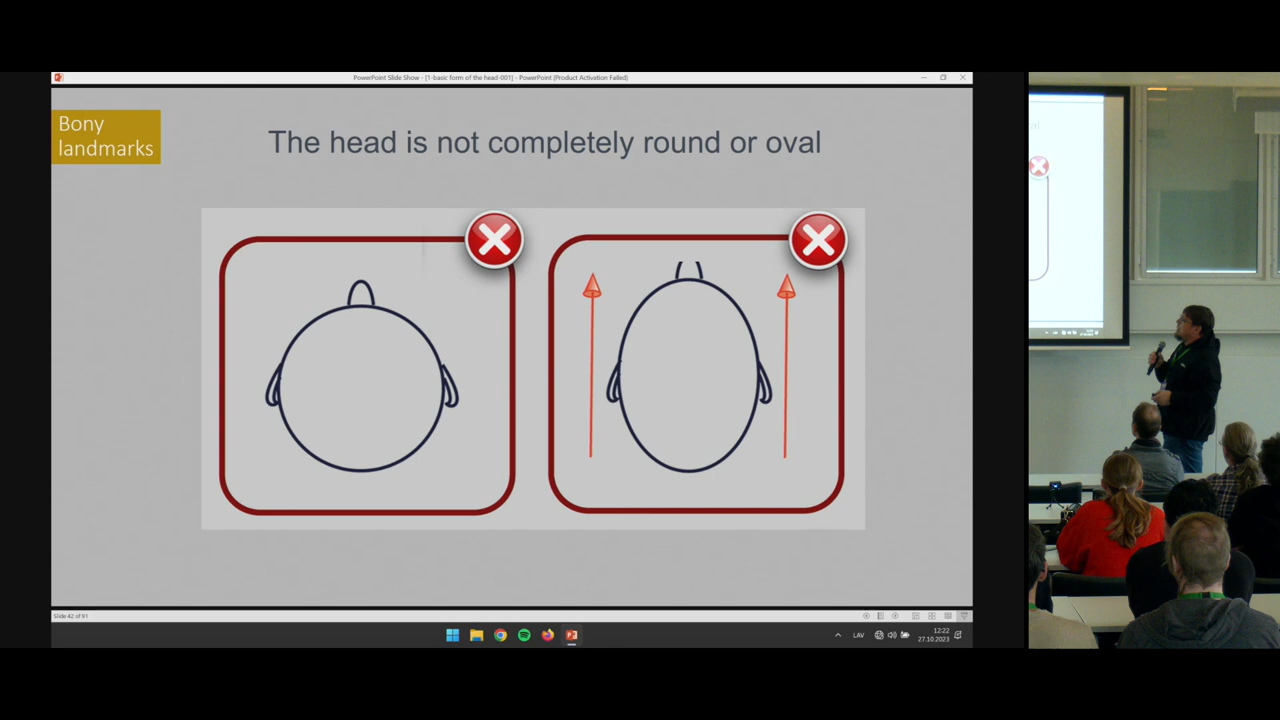 PowerPoint Slide Show - [1-basic form of the head-001] - PowerPoint (Product Activation Failed)
Bony
landmarks
The head is not completely round or oval
Slide 42 of 91
LAV
12:22
27.10.2023